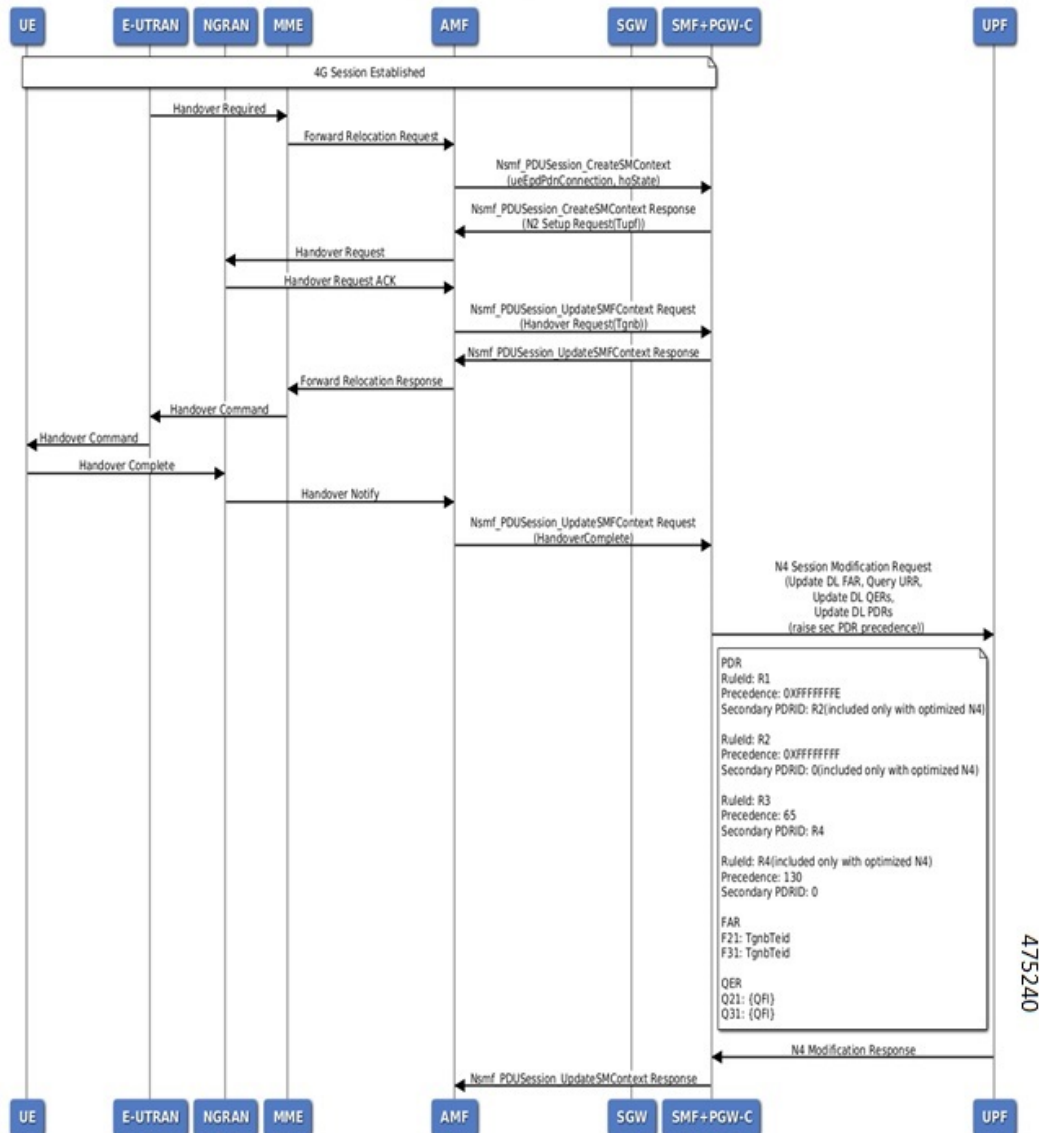 UE E-UTRAN NGRAN MME AMF SGW SMF+PGW-C UPF
4G Session Established
Handover Required
Forward Relocation Request
Nsmf_PDUSession_CreateSMContext
(ueEpdPdnConnection, hoState)
Nsmf_PDUSession_CreateSMContext Response
(N2 Setup Request(Tupf))
Handover Request
Handover Request ACK
Nsmf_PDUSession_UpdateSMFContext Request
(Handover Request(Tgnb))
Nsmf_PDUSession_UpdateSMFContext Response
Forward Relocation Response
Handover Command
Handover Command
Handover Complete
Handover Notify
Nsmf_PDUSession_UpdateSMFContext Request
(HandoverComplete)
N4 Session Modification Request
(Update DL FAR, Query URR,
Update DL QERs,
Update DL PDRs
(raise sec PDR precedence))
PDR
RuleId: R1
Precedence: 0XFFFFFFFE
Secondary PDRID: R2(included only with optimized N4)
RuleId: R2
Precedence: 0XFFFFFFFF
Secondary PDRID: 0(included only with optimized N4)
RuleId: R3
Precedence: 65
Secondary PDRID: R4
RuleId: R4(included only with optimized N4)
Precedence: 130
Secondary PDRID: 0
FAR
F21: TgnbTeid
F31: TgnbTeid
QER
Q21: {QFI}
Q31: {QFI}
475240
N4 Modification Response
Nsmf_PDUSession_UpdateSMContext Response
UE E-UTRAN NGRAN MME AMF SGW SMF+PGW-C UPF